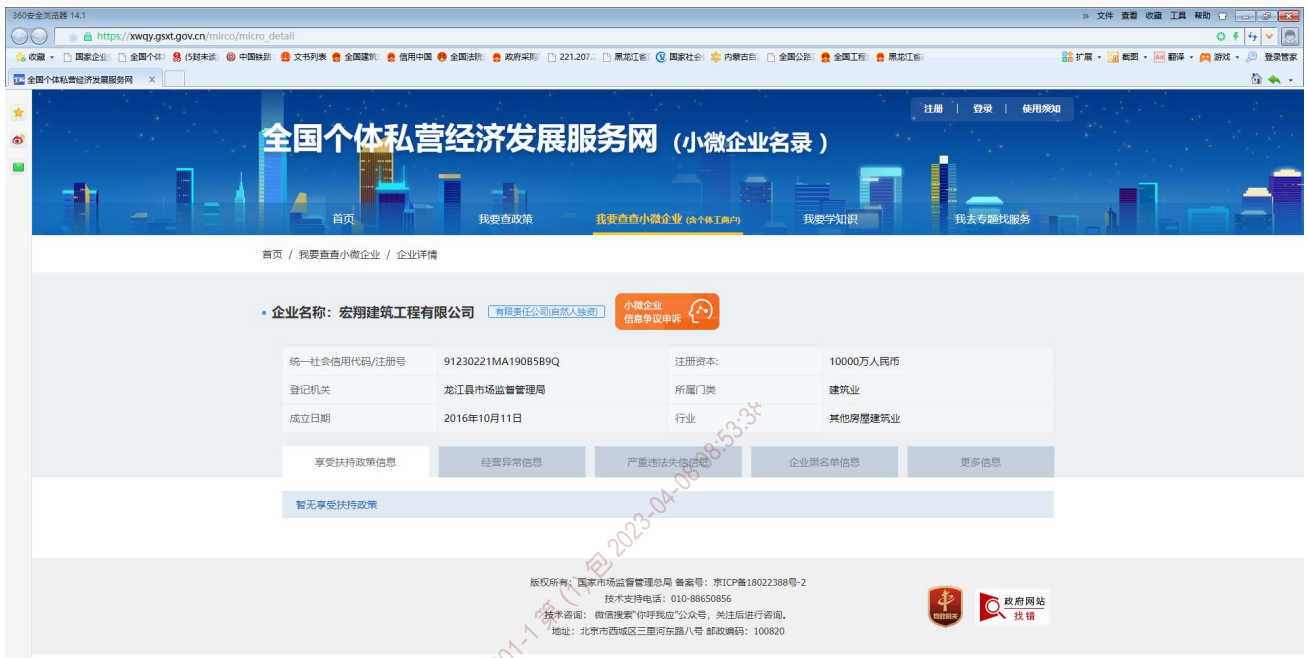 360安全浏览器 14.1
» 文件 查看 收藏 工具 帮助
https://xwqy.gsxt.gov.cn/mirco/micro_detail
收藏 国家企业 全国个体 (5封未读 中国铁路 文书列表 全国建筑 信用中国 全国法院 政府采购 221.207. 黑龙江省 国家社会 内蒙古自 全国公路 全国工程 黑龙江省 扩展 截图 翻译 游戏 登录管家
全国个体私营经济发展服务网 ×
注册 | 登录 | 使用须知
全国个体私营经济发展服务网（小微企业名录）
首页 我要查政策 我要查查小微企业 (含个体工商户) 我要学知识 我去专题找服务
首页 / 我要查查小微企业 / 企业详情
企业名称：宏翔建筑工程有限公司 有限责任公司(自然人独资) 小微企业
信息争议申诉
统一社会信用代码/注册号 91230221MA190B5B9Q 注册资本: 10000万人民币
登记机关 龙江县市场监督管理局 所属门类 建筑业
成立日期 2016年10月11日 行业 其他房屋建筑业
享受扶持政策信息 经营异常信息 严重违法失信信息 企业黑名单信息 更多信息
暂无享受扶持政策
版权所有：国家市场监督管理总局 备案号：京ICP备18022388号-2
技术支持电话：010-88650856
技术咨询： 微信搜索"你呼我应"公众号，关注后进行咨询。
地址：北京市西城区三里河东路八号 邮政编码：100820
党政机关
政府网站
找错
01-1 第 (1) 包 2023-04-08 08:53:38